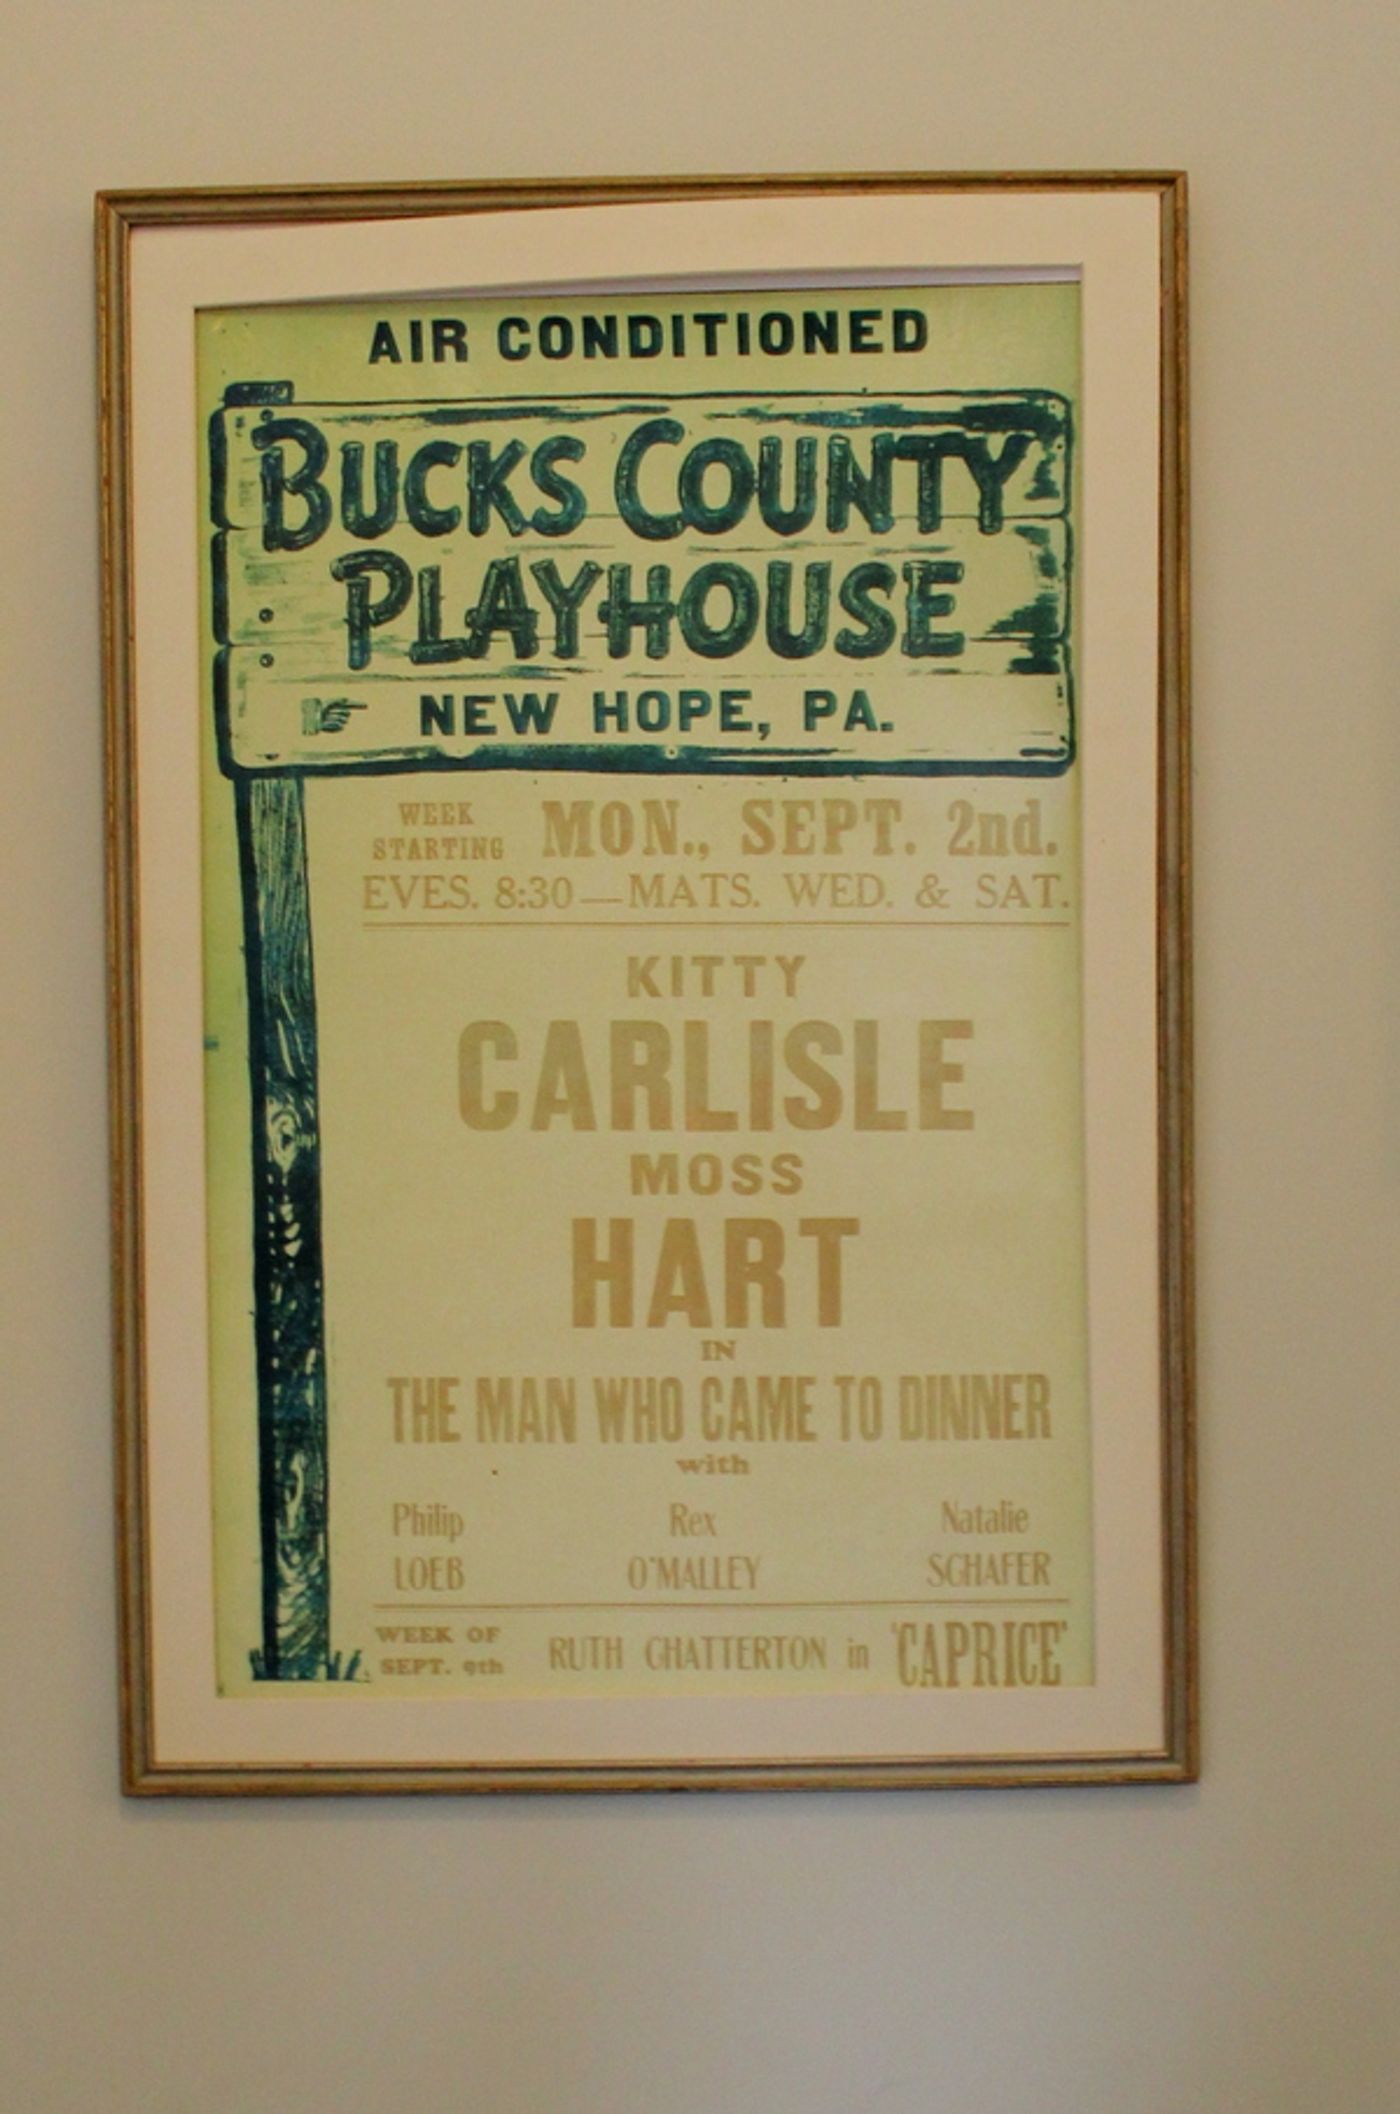 AIR CONDITIONED
BUCKS COUNTY
PLAYHOUSE
NEW HOPE, PA.
WEEK STARTING MON., SEPT. 2nd.
EVES. 8:30—MATS. WED. & SAT.
KITTY
CARLISLE
MOSS
HART
IN
THE MAN WHO CAME TO DINNER
with
Philip Rex Natalie
LOEB O'MALLEY SCHAFER
WEEK OF SEPT. 9th RUTH CHATTERTON in 'CAPRICE'